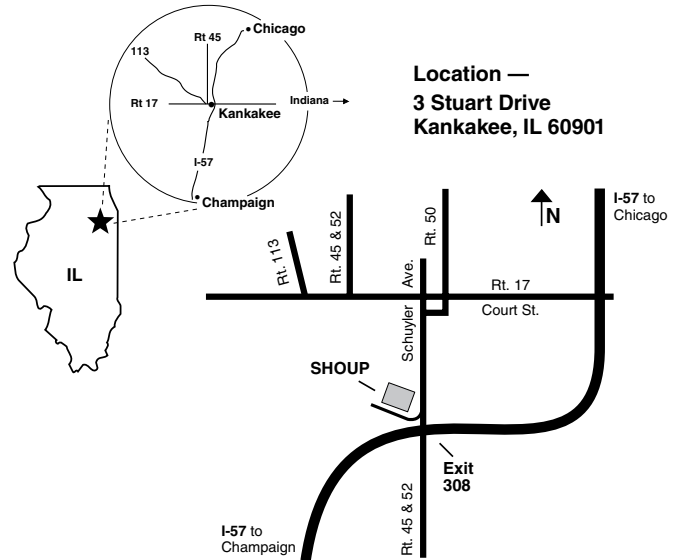 Chicago
Rt 45
113
Rt 17
Indiana
Kankakee
I-57
Champaign
Location —
3 Stuart Drive
Kankakee, IL 60901
IL
Rt. 113
Rt. 45 & 52
Schuyler Ave.
Rt. 50
N
I-57 to
Chicago
Rt. 17
Court St.
SHOUP
Exit
308
Rt. 45 & 52
I-57 to
Champaign